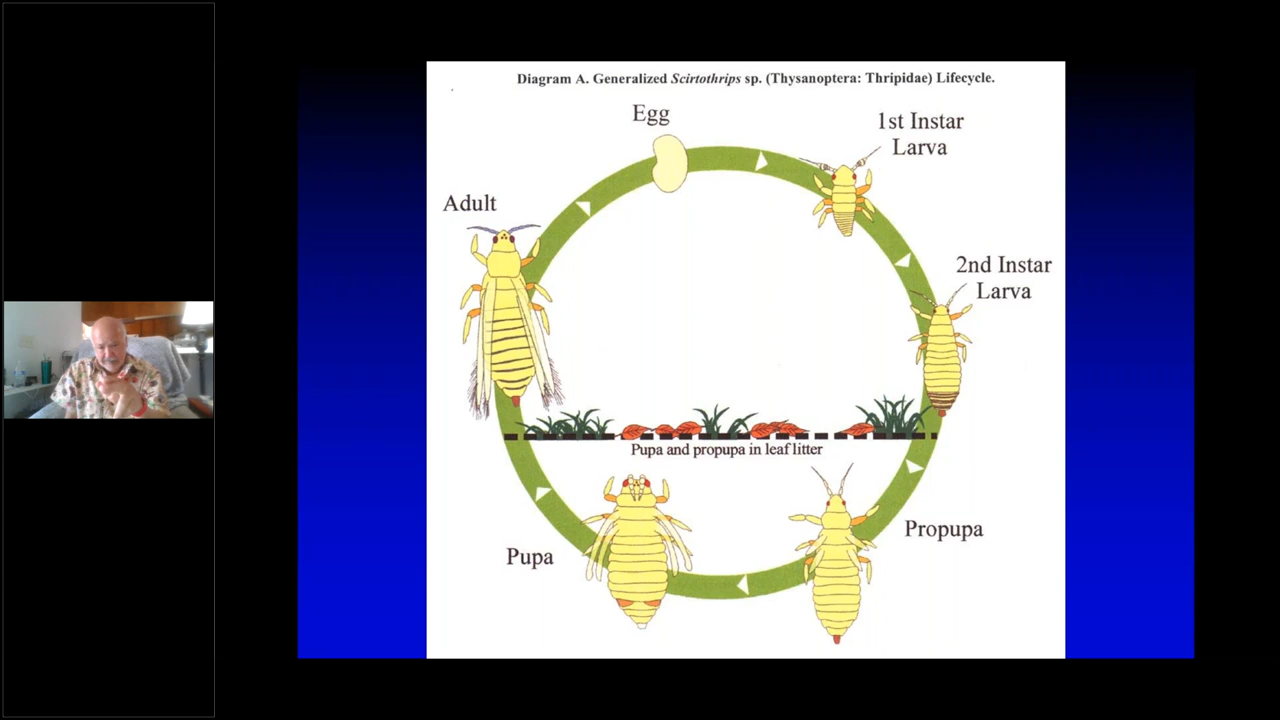 Diagram A. Generalized Scirtothrips sp. (Thysanoptera: Thripidae) Lifecycle.
Egg
1st Instar
Larva
Adult
2nd Instar
Larva
Pupa and propupa in leaf litter
Propupa
Pupa